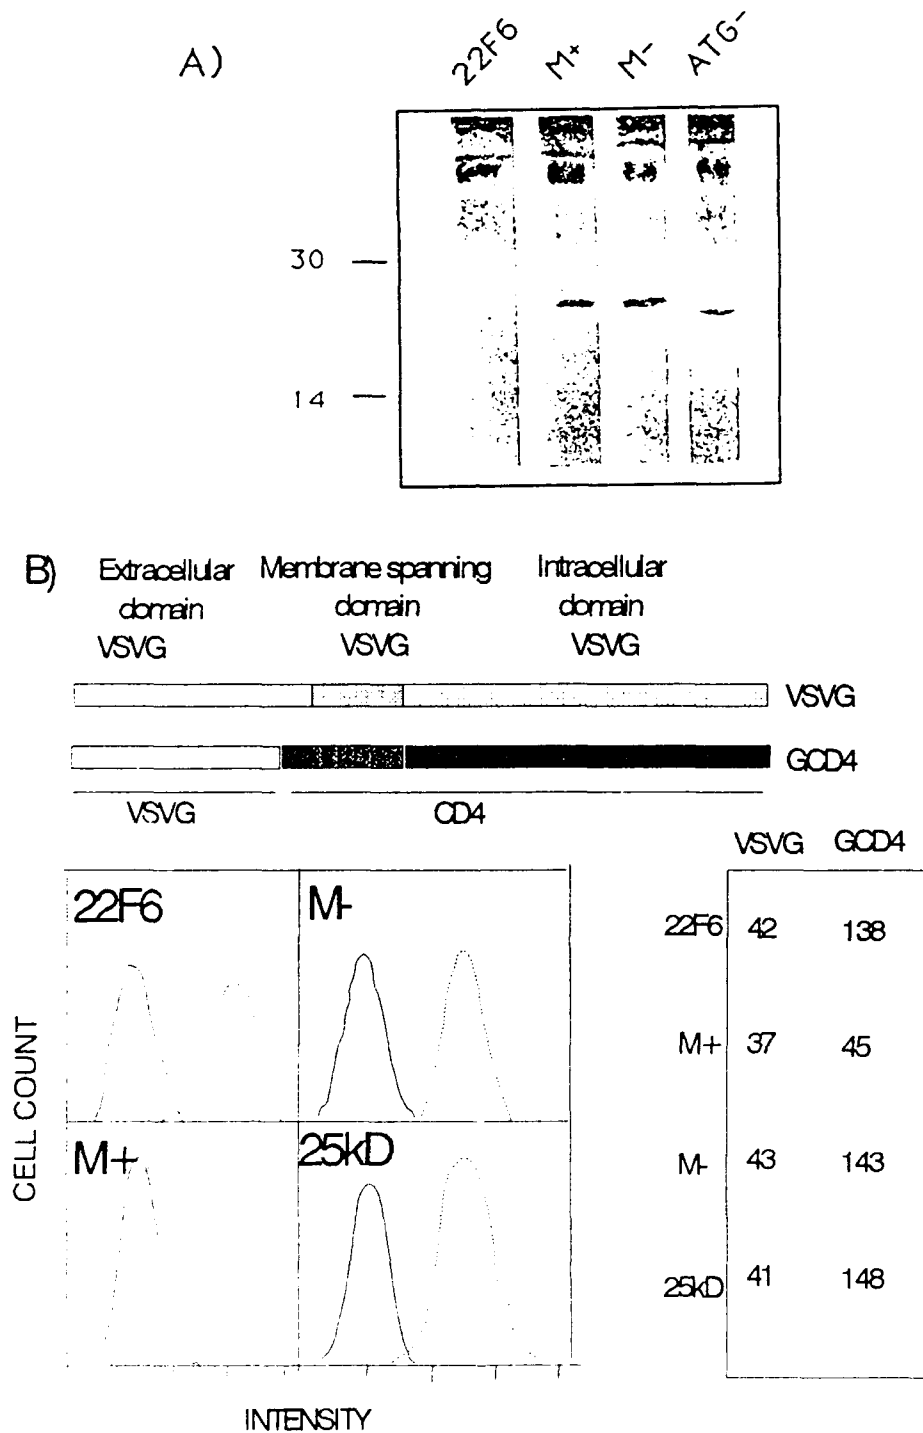 A)
22F6 M+ M- ATG-
30
14
B)
Extracellular domain VSVG
Membrane spanning domain VSVG
Intracellular domain VSVG
VSVG
GCD4
VSVG CD4
VSVG GCD4
22F6 42 138
M+ 37 45
M- 43 143
25kD 41 148
22F6 M-
M+ 25kD
CELL COUNT
INTENSITY